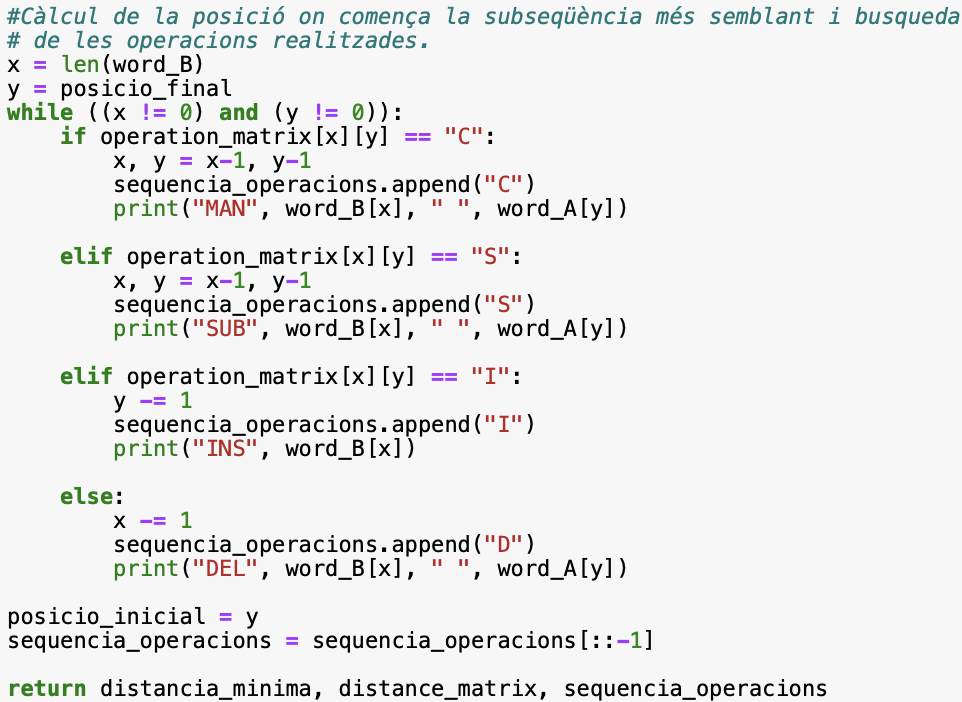 #Càlcul de la posició on comença la subseqüència més semblant i busqueda
# de les operacions realitzades.
x = len(word_B)
y = posicio_final
while ((x != 0) and (y != 0)):
    if operation_matrix[x][y] == "C":
        x, y = x-1, y-1
        sequencia_operacions.append("C")
        print("MAN", word_B[x], " ", word_A[y])

    elif operation_matrix[x][y] == "S":
        x, y = x-1, y-1
        sequencia_operacions.append("S")
        print("SUB", word_B[x], " ", word_A[y])

    elif operation_matrix[x][y] == "I":
        y -= 1
        sequencia_operacions.append("I")
        print("INS", word_B[x])

    else:
        x -= 1
        sequencia_operacions.append("D")
        print("DEL", word_B[x], " ", word_A[y])

posicio_inicial = y
sequencia_operacions = sequencia_operacions[::-1]

return distancia_minima, distance_matrix, sequencia_operacions